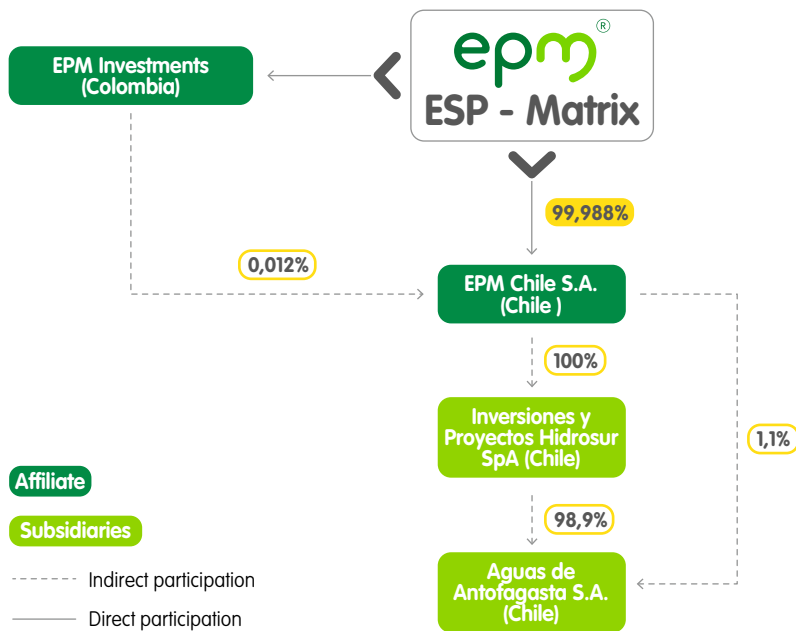 epm®
ESP - Matrix
EPM Investments
(Colombia)
99,988%
0,012%
EPM Chile S.A.
(Chile )
100%
Inversiones y
Proyectos Hidrosur
SpA (Chile)
1,1%
Affiliate
Subsidiaries
98,9%
Aguas de
Antofagasta S.A.
(Chile)
Indirect participation
Direct participation